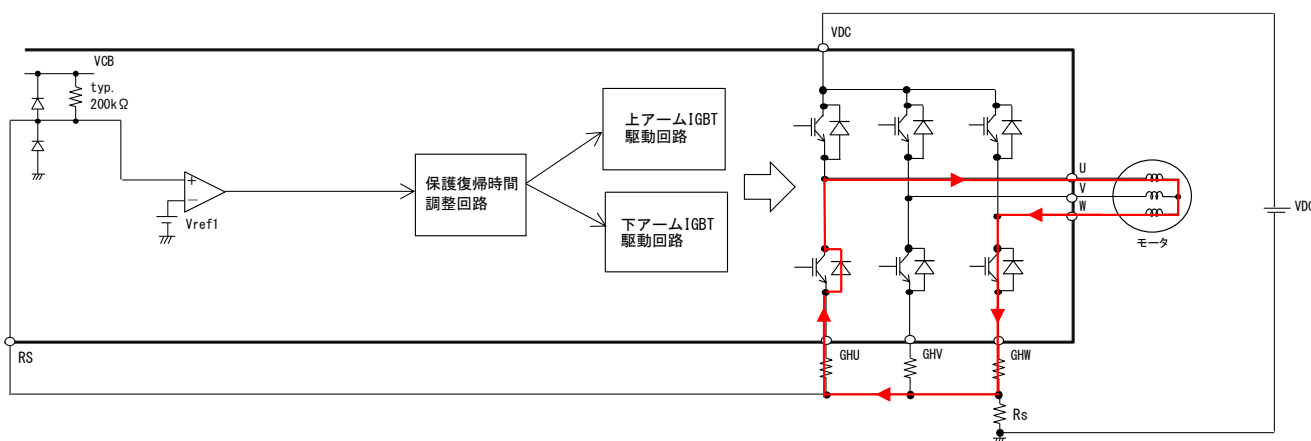 VDC
VCB
typ.
200kΩ
上アームIGBT
駆動回路
保護復帰時間
調整回路
下アームIGBT
駆動回路
+
−
Vref1
U
V
W
モータ
VDC
RS
GHU
GHV
GHW
Rs